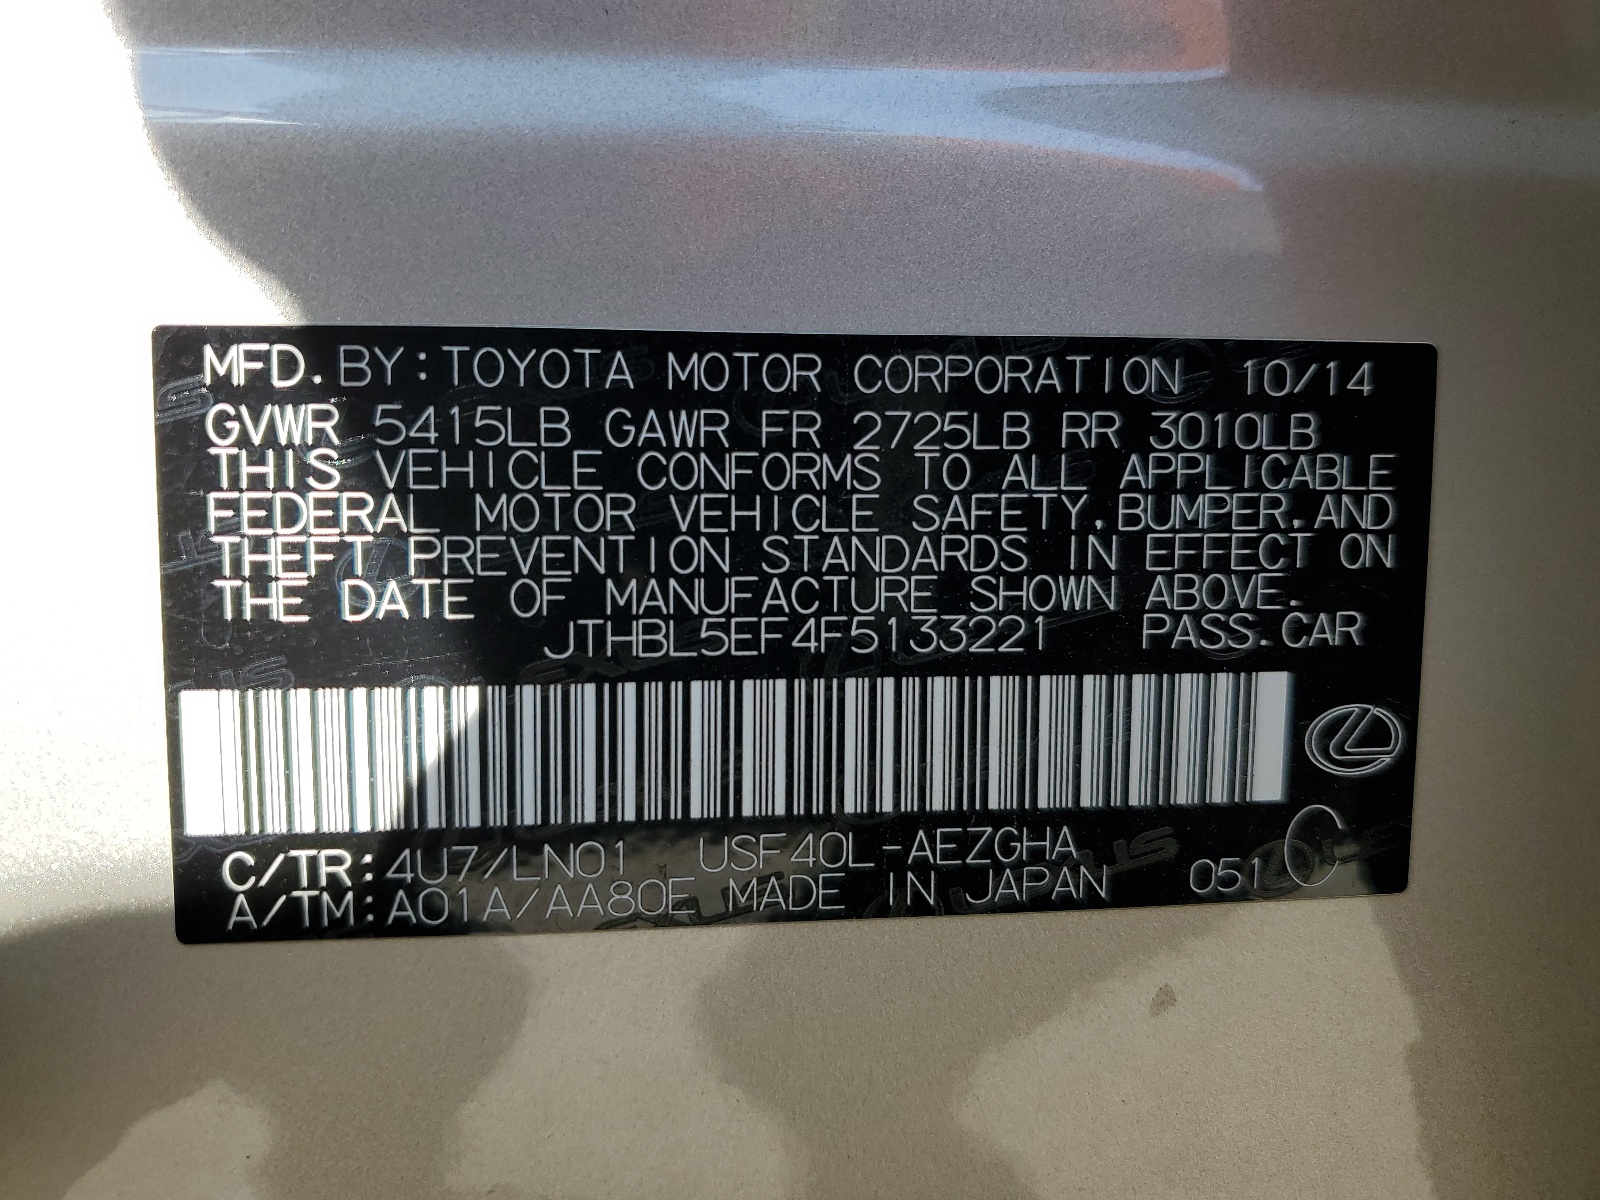 MFD. BY: TOYOTA MOTOR CORPORATION 10/14
GVWR 5415LB GAWR FR 2725LB RR 3010LB
THIS VEHICLE CONFORMS TO ALL APPLICABLE
FEDERAL MOTOR VEHICLE SAFETY, BUMPER, AND
THEFT PREVENTION STANDARDS IN EFFECT ON
THE DATE OF MANUFACTURE SHOWN ABOVE.
JTHBL5EF4F5133221 PASS. CAR
C/TR: 4U7/LN01 USF40L-AEZGHA
A/TM: A01A/AA80E MADE IN JAPAN 051 C